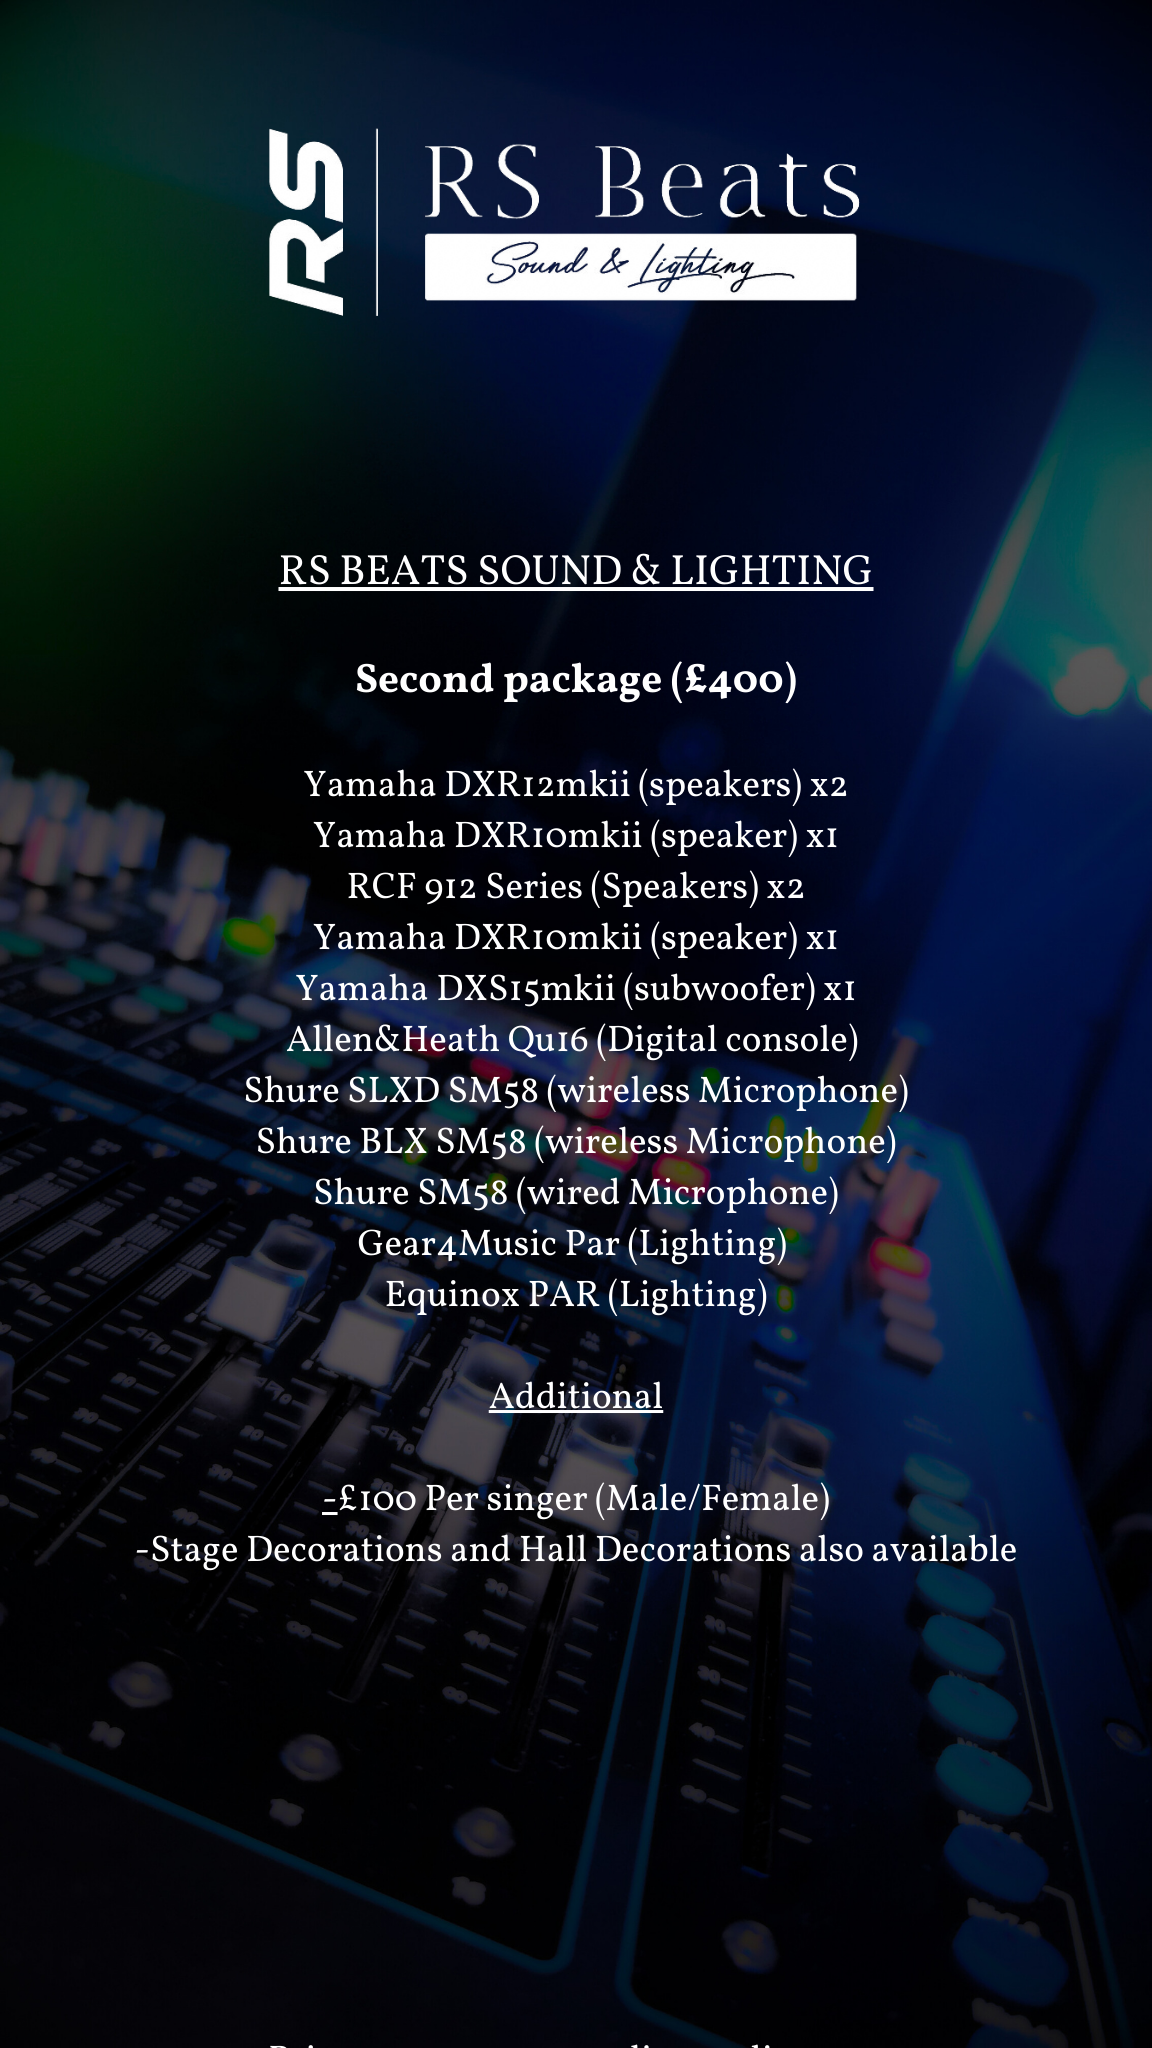 RS
RS Beats
Sound & Lighting
RS BEATS SOUND & LIGHTING
Second package (£400)
Yamaha DXR12mkii (speakers) x2
Yamaha DXR10mkii (speaker) x1
RCF 912 Series (Speakers) x2
Yamaha DXR10mkii (speaker) x1
Yamaha DXS15mkii (subwoofer) x1
Allen&Heath Qu16 (Digital console)
Shure SLXD SM58 (wireless Microphone)
Shure BLX SM58 (wireless Microphone)
Shure SM58 (wired Microphone)
Gear4Music Par (Lighting)
Equinox PAR (Lighting)
Additional
-£100 Per singer (Male/Female)
-Stage Decorations and Hall Decorations also available